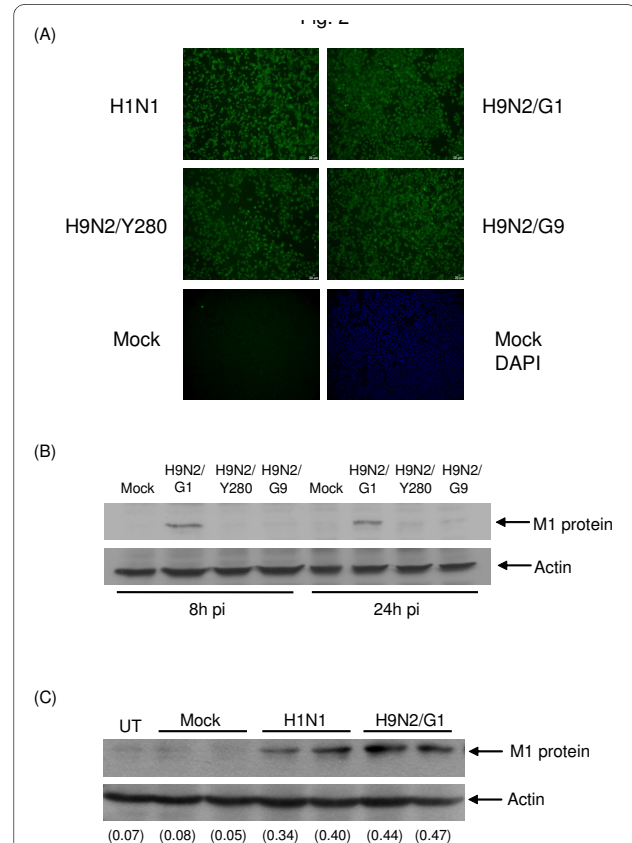 Fig. 2
(A)
H1N1
H9N2/G1
H9N2/Y280
H9N2/G9
Mock
Mock
DAPI
(B)
Mock H9N2/ H9N2/ H9N2/ Mock H9N2/ H9N2/ H9N2/
G1 Y280 G9 G1 Y280 G9
M1 protein
Actin
8h pi 24h pi
(C)
UT Mock H1N1 H9N2/G1
M1 protein
Actin
(0.07) (0.08) (0.05) (0.34) (0.40) (0.44) (0.47)